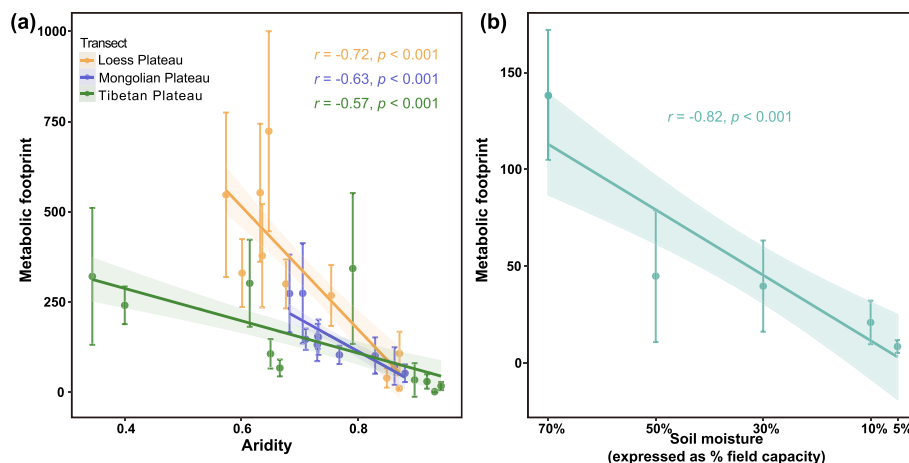 (a)
Transect
Loess Plateau
Mongolian Plateau
Tibetan Plateau
r = -0.72, p < 0.001
r = -0.63, p < 0.001
r = -0.57, p < 0.001
Metabolic footprint
1000
750
500
250
0
0.4 0.6 0.8
Aridity
(b)
r = -0.82, p < 0.001
Metabolic footprint
150
100
50
0
70% 50% 30% 10% 5%
Soil moisture
(expressed as % field capacity)